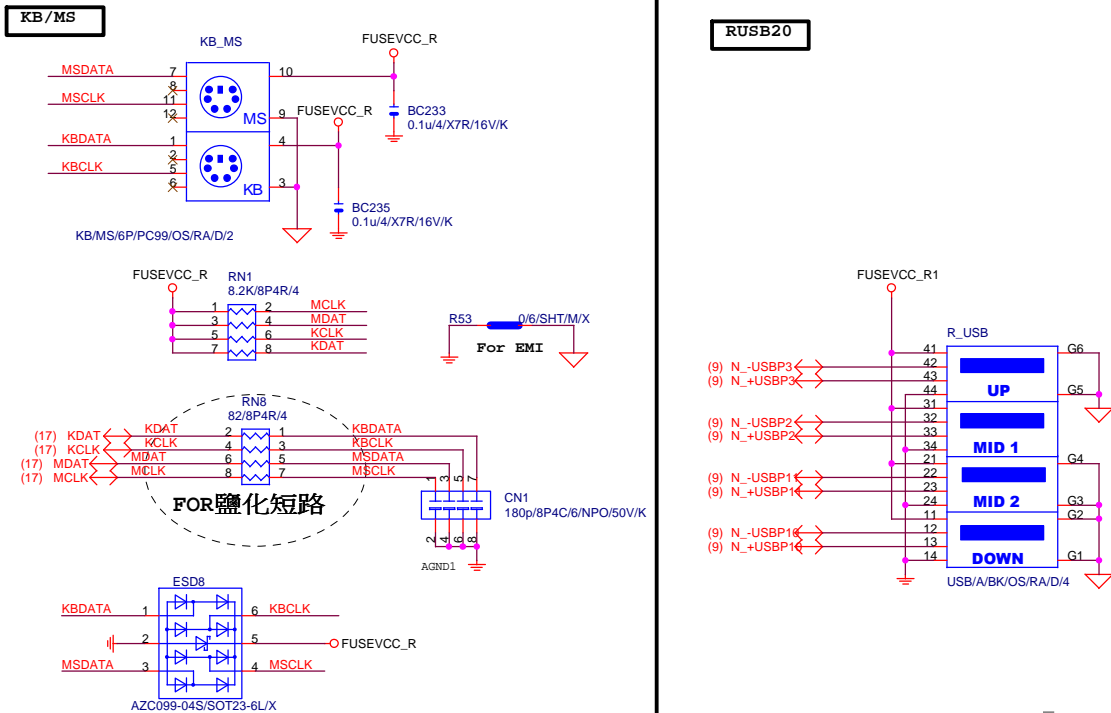 KB/MS
KB_MS
FUSEVCC_R
MSDATA
7
10
8
MSCLK
11
12
MS
9
FUSEVCC_R
BC233
0.1u/4/X7R/16V/K
KBDATA
1
4
2
KBCLK
5
6
KB
3
BC235
0.1u/4/X7R/16V/K
KB/MS/6P/PC99/OS/RA/D/2
FUSEVCC_R
RN1
8.2K/8P4R/4
1 2 MCLK
3 4 MDAT
5 6 KCLK
7 8 KDAT
R53
0/6/SHT/M/X
For EMI
RN8
82/8P4R/4
(17) KDAT KDAT 2 1 KBDATA
(17) KCLK KCLK 4 3 KBCLK
(17) MDAT MDAT 6 5 MSDATA
(17) MCLK MCLK 8 7 MSCLK
FOR鹽化短路
1 3 5 7
CN1
180p/8P4C/6/NPO/50V/K
2 4 6 8
AGND1
ESD8
KBDATA 1 6 KBCLK
2 5 FUSEVCC_R
MSDATA 3 4 MSCLK
AZC099-04S/SOT23-6L/X
RUSB20
FUSEVCC_R1
R_USB
41 G6
(9) N_-USBP3 42
(9) N_+USBP3 43
44 UP G5
31
(9) N_-USBP2 32
(9) N_+USBP2 33
34 MID 1
21 G4
(9) N_-USBP11 22
(9) N_+USBP11 23
24 MID 2 G3
11 G2
(9) N_-USBP10 12
(9) N_+USBP10 13
14 DOWN G1
USB/A/BK/OS/RA/D/4